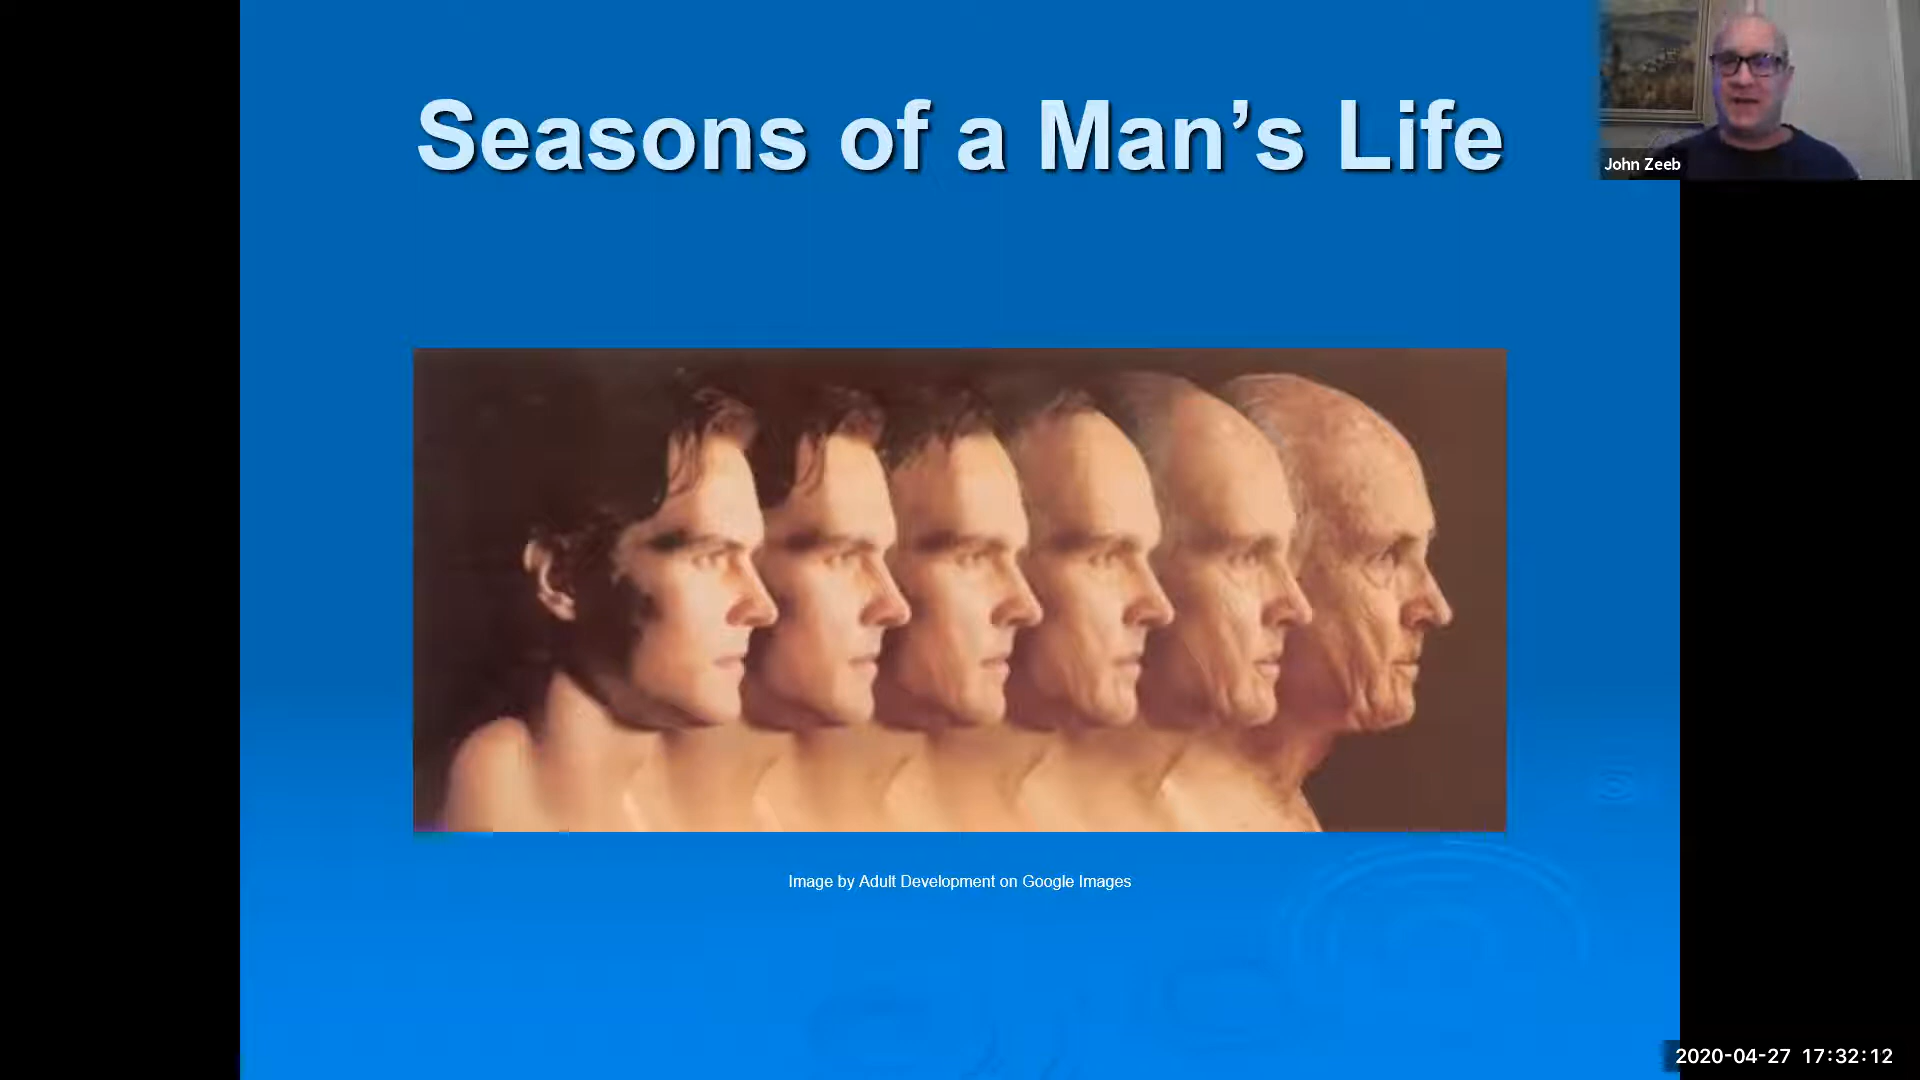 Seasons of a Man’s Life
John Zeeb
Image by Adult Development on Google Images
2020-04-27 17:32:12